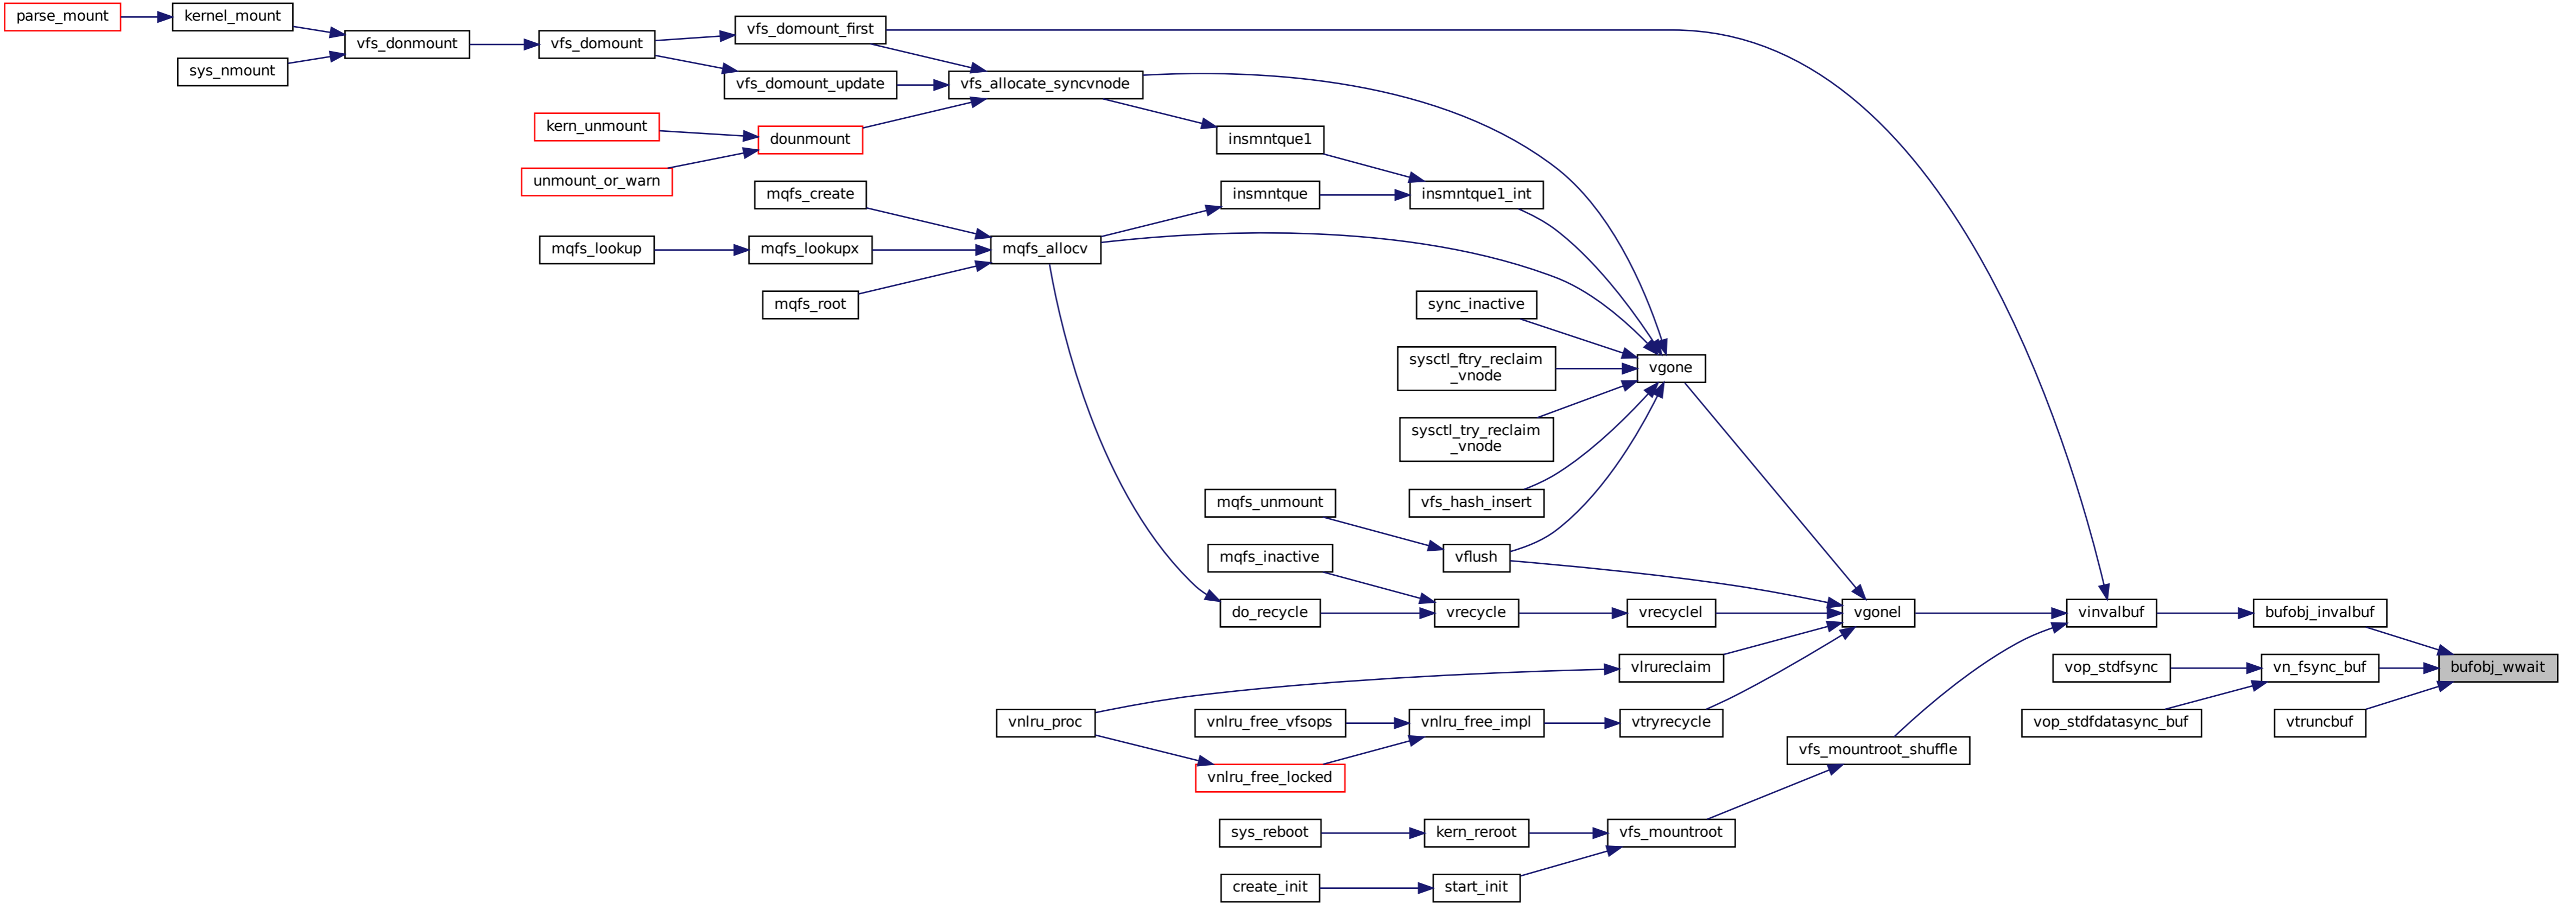 parse_mount
kernel_mount
sys_nmount
vfs_donmount
vfs_domount
vfs_domount_first
vfs_domount_update
vfs_allocate_syncvnode
kern_unmount
dounmount
unmount_or_warn
insmntque1
mqfs_create
insmntque
insmntque1_int
mqfs_lookup
mqfs_lookupx
mqfs_allocv
mqfs_root
sync_inactive
sysctl_ftry_reclaim
_vnode
vgone
sysctl_try_reclaim
_vnode
vfs_hash_insert
mqfs_unmount
vflush
mqfs_inactive
do_recycle
vrecycle
vrecyclel
vgonel
vinvalbuf
bufobj_invalbuf
vlrureclaim
vop_stdfsync
vn_fsync_buf
bufobj_wwait
vnlru_proc
vnlru_free_vfsops
vnlru_free_impl
vtryrecycle
vop_stdfdatasync_buf
vtruncbuf
vfs_mountroot_shuffle
vnlru_free_locked
sys_reboot
kern_reroot
vfs_mountroot
create_init
start_init